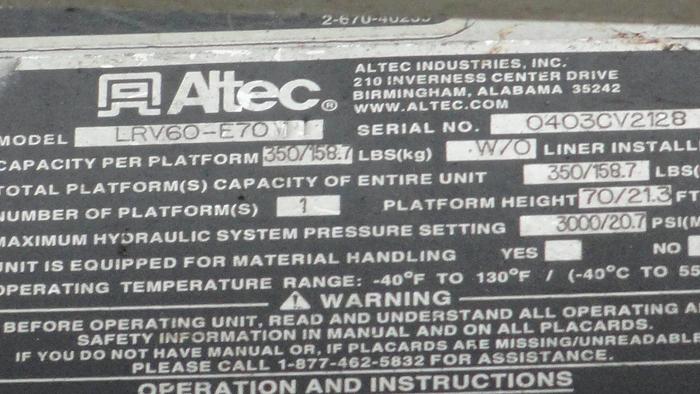 2-670-40255
Altec®
ALTEC INDUSTRIES, INC.
210 INVERNESS CENTER DRIVE
BIRMINGHAM, ALABAMA 35242
WWW.ALTEC.COM
MODEL LRV60-E70 SERIAL NO. 0403CV2128
CAPACITY PER PLATFORM 350/158.7 LBS(kg) W/O LINER INSTALL
TOTAL PLATFORM(S) CAPACITY OF ENTIRE UNIT 350/158.7 LBS(
NUMBER OF PLATFORM(S) 1 PLATFORM HEIGHT 70/21.3 FT
MAXIMUM HYDRAULIC SYSTEM PRESSURE SETTING 3000/20.7 PSI(M
UNIT IS EQUIPPED FOR MATERIAL HANDLING YES NO
OPERATING TEMPERATURE RANGE: -40°F TO 130°F / (-40°C TO 55
WARNING
BEFORE OPERATING UNIT, READ AND UNDERSTAND ALL OPERATING A
SAFETY INFORMATION IN MANUAL AND ON ALL PLACARDS.
IF YOU DO NOT HAVE MANUAL OR, IF PLACARDS ARE MISSING/UNREADABLE
PLEASE CALL 1-877-462-5832 FOR ASSISTANCE.
OPERATION AND INSTRUCTIONS